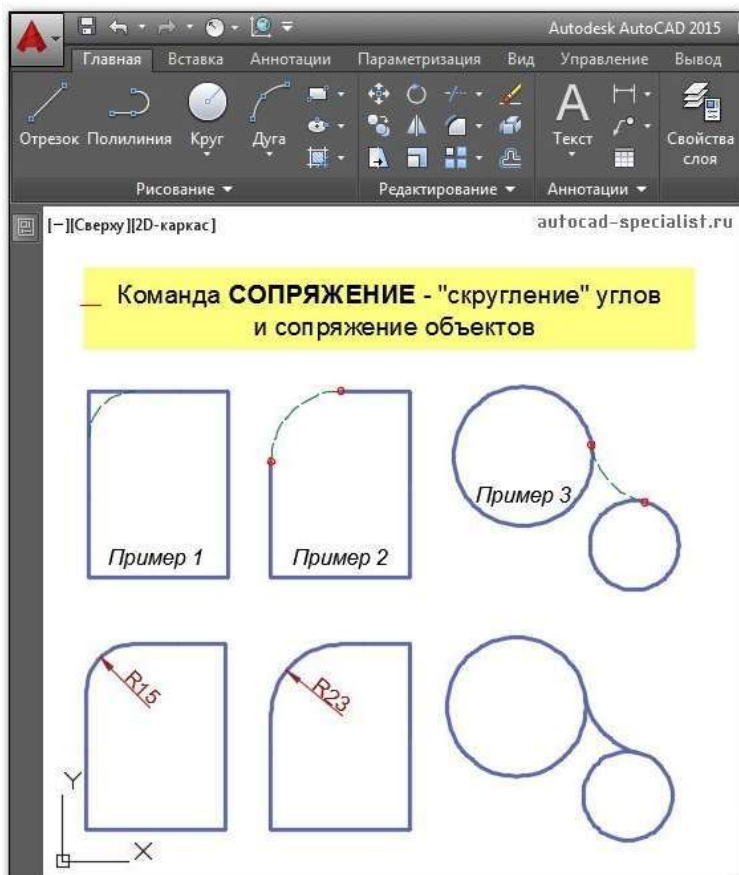 Autodesk AutoCAD 2015
Главная Вставка Аннотации Параметризация Вид Управление Вывод
Отрезок Полилиния Круг Дуга Текст Свойства слоя
Рисование Редактирование Аннотации
[−][Сверху][2D-каркас] autocad-specialist.ru
Команда СОПРЯЖЕНИЕ - "скругление" углов
и сопряжение объектов
Пример 3
Пример 1 Пример 2
R15 R23
Y
X